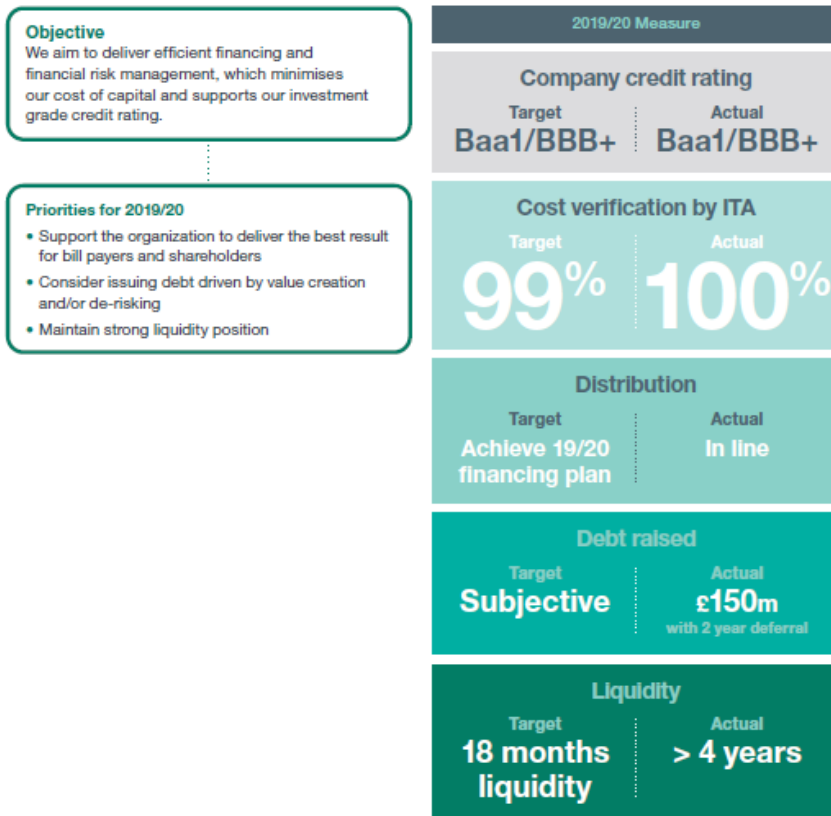 Objective
We aim to deliver efficient financing and
financial risk management, which minimises
our cost of capital and supports our investment
grade credit rating.
Priorities for 2019/20
• Support the organization to deliver the best result
for bill payers and shareholders
• Consider issuing debt driven by value creation
and/or de-risking
• Maintain strong liquidity position
2019/20 Measure
Company credit rating
Target Actual
Baa1/BBB+ Baa1/BBB+
Cost verification by ITA
Target Actual
99% 100%
Distribution
Target Actual
Achieve 19/20 In line
financing plan
Debt raised
Target Actual
Subjective £150m
with 2 year deferral
Liquidity
Target Actual
18 months > 4 years
liquidity